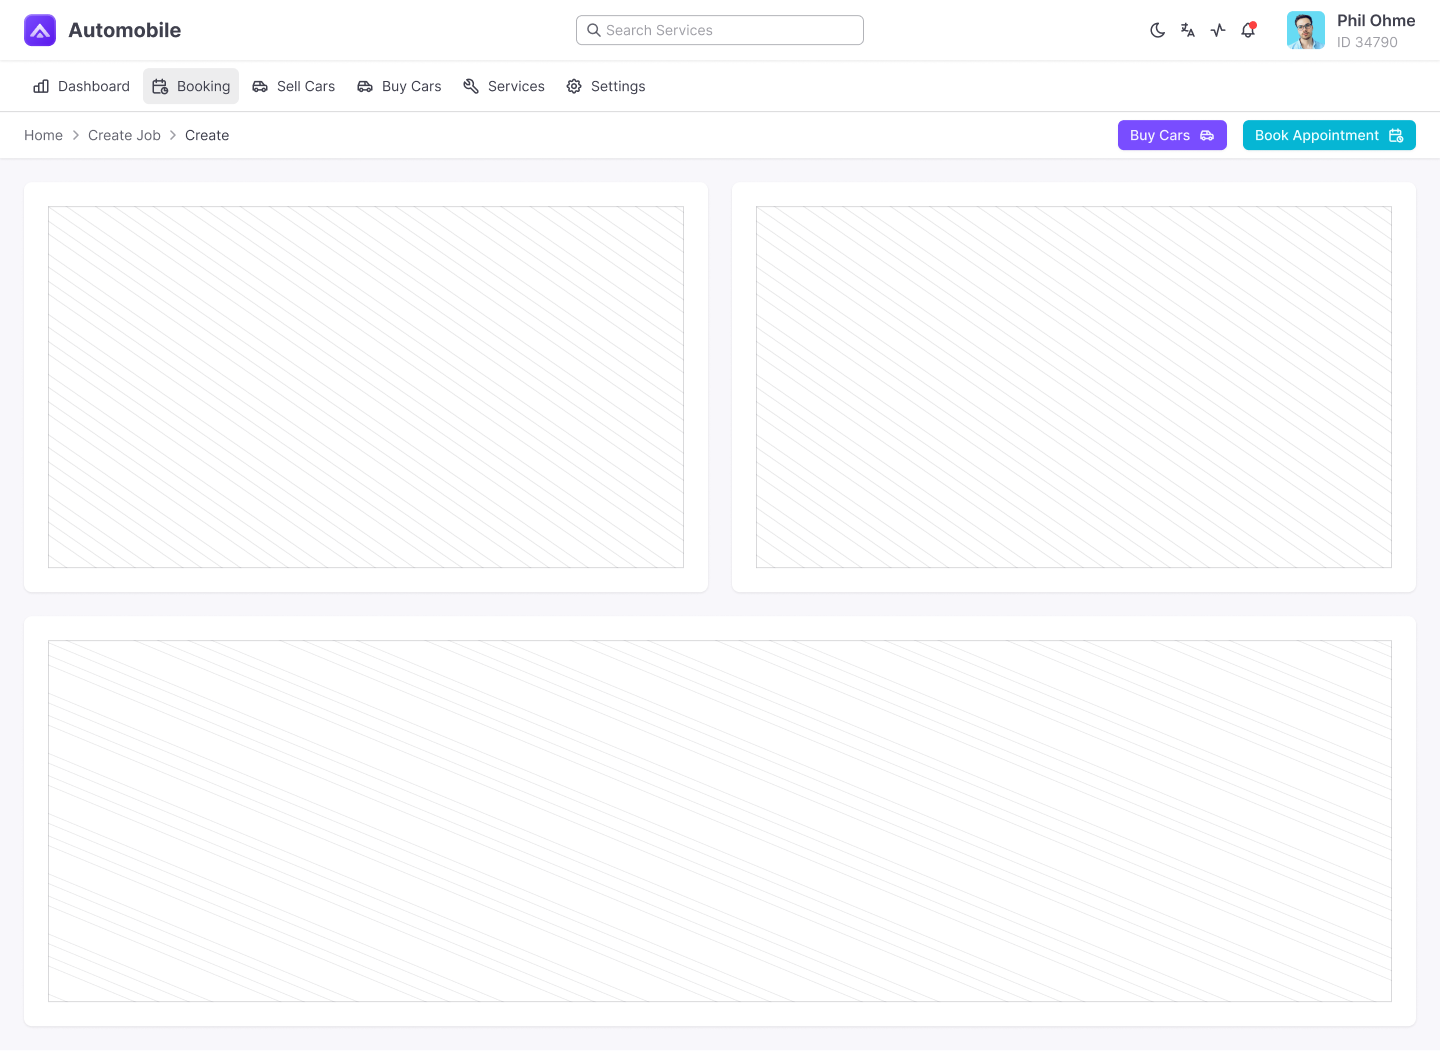 Automobile
Search Services
Phil Ohme
ID 34790
Dashboard
Booking
Sell Cars
Buy Cars
Services
Settings
Home
Create Job
Create
Buy Cars
Book Appointment